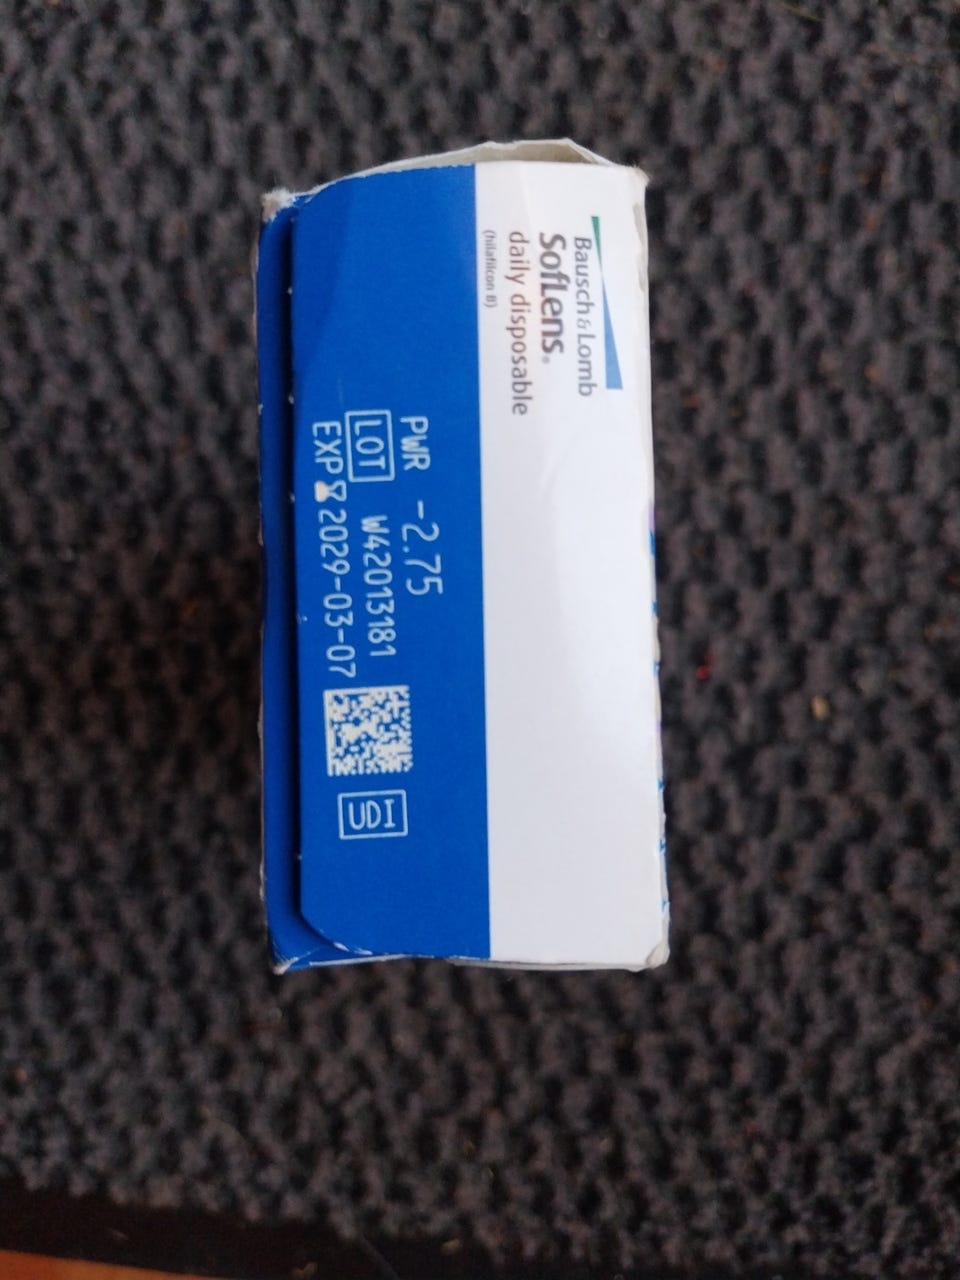 Bausch & Lomb
SofLens®
daily disposable
(hilafilcon B)
PWR -2.75
LOT W42013181
EXP 2029-03-07
UDI